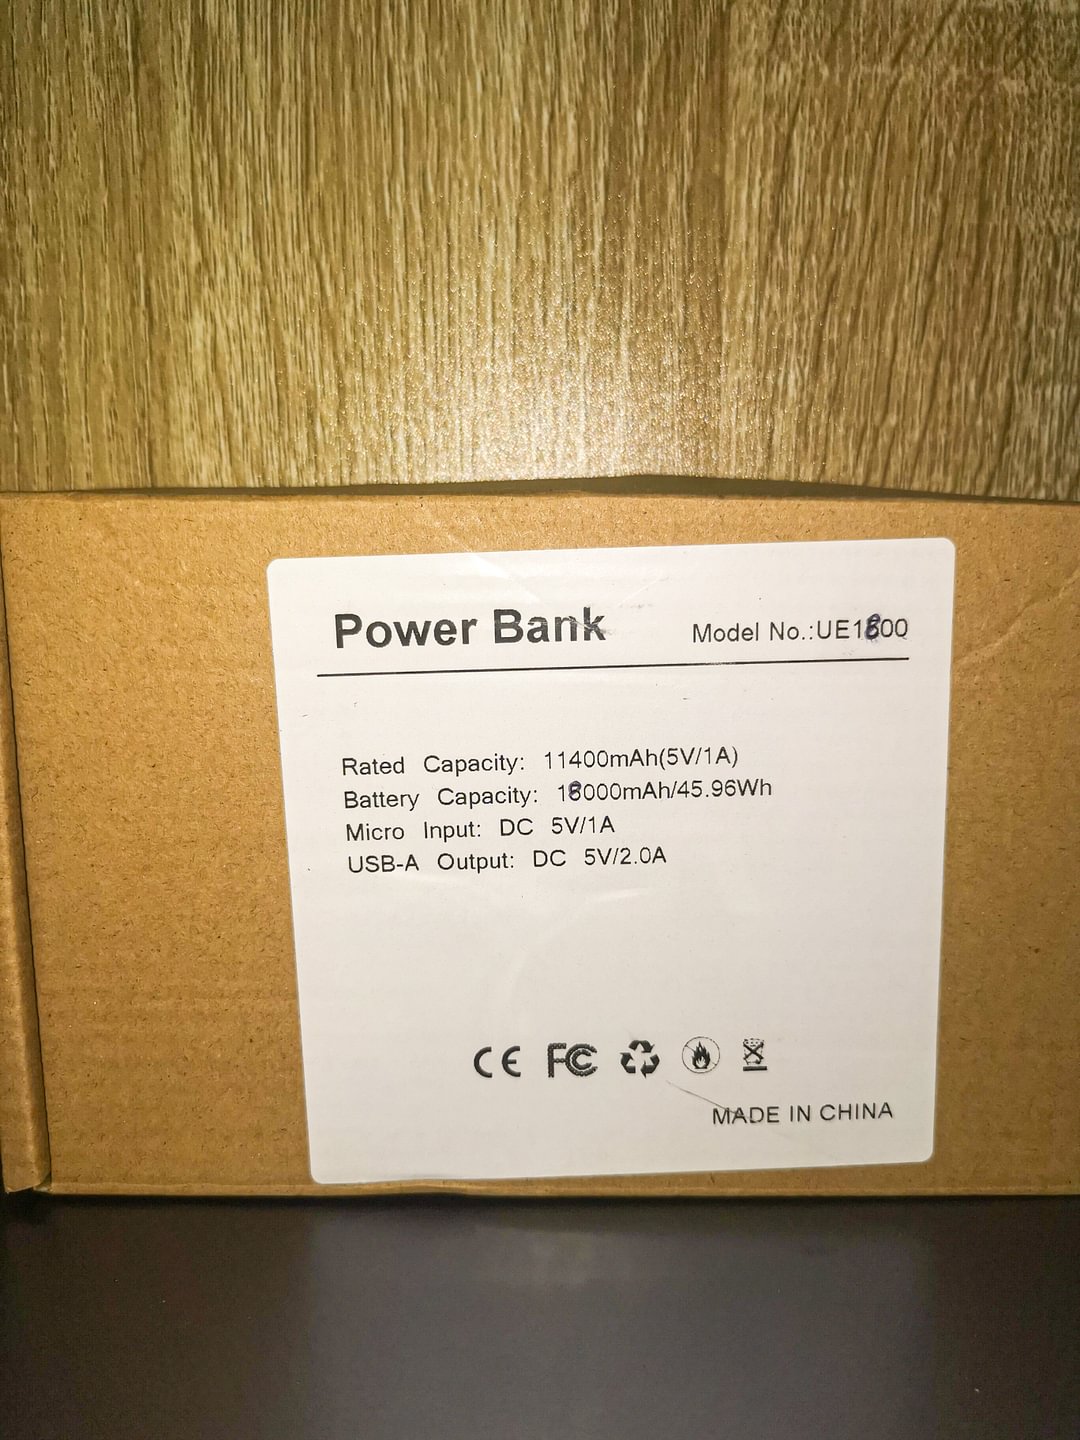 Power Bank
Model No.:UE1800
Rated Capacity: 11400mAh(5V/1A)
Battery Capacity: 18000mAh/45.96Wh
Micro Input: DC 5V/1A
USB-A Output: DC 5V/2.0A
CE FC
MADE IN CHINA